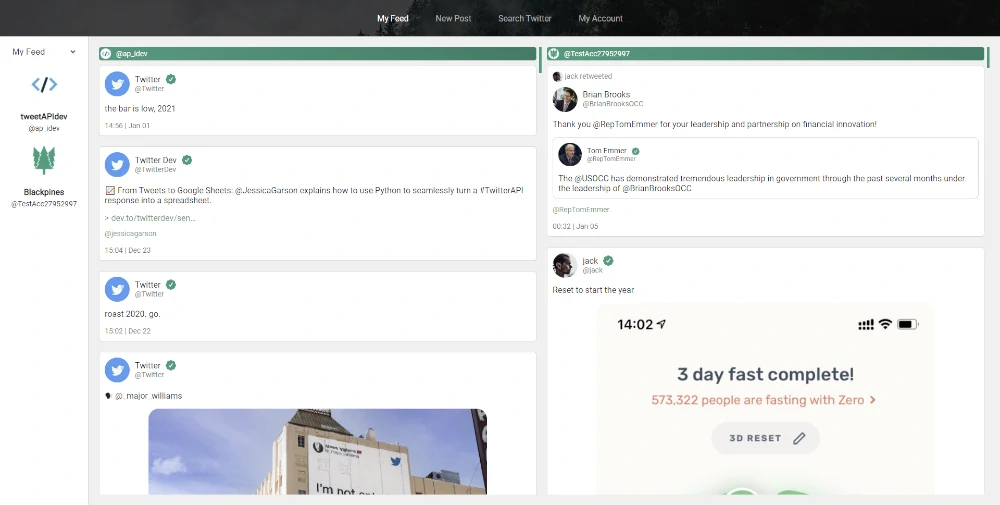 My Feed New Post Search Twitter My Account
My Feed
tweetAPIdev
@ap_idev
Blackpines
@TestAcc27952997
@ap_idev
Twitter
@Twitter
the bar is low, 2021
14:56 | Jan 01
Twitter Dev
@TwitterDev
📈 From Tweets to Google Sheets: @JessicaGarson explains how to use Python to seamlessly turn a #TwitterAPI
response into a spreadsheet.
> dev.to/twitterdev/sen...
@jessicagarson
15:04 | Dec 23
Twitter
@Twitter
roast 2020. go.
15:02 | Dec 22
Twitter
@Twitter
🗣 @_major_williams
I'm not
@TestAcc27952997
jack retweeted
Brian Brooks
@BrianBrooksOCC
Thank you @RepTomEmmer for your leadership and partnership on financial innovation!
Tom Emmer
@RepTomEmmer
The @USOCC has demonstrated tremendous leadership in government through the past several months under
the leadership of @BrianBrooksOCC
@RepTomEmmer
00:32 | Jan 05
jack
@jack
Reset to start the year
14:02
3 day fast complete!
573,322 people are fasting with Zero >
3D RESET